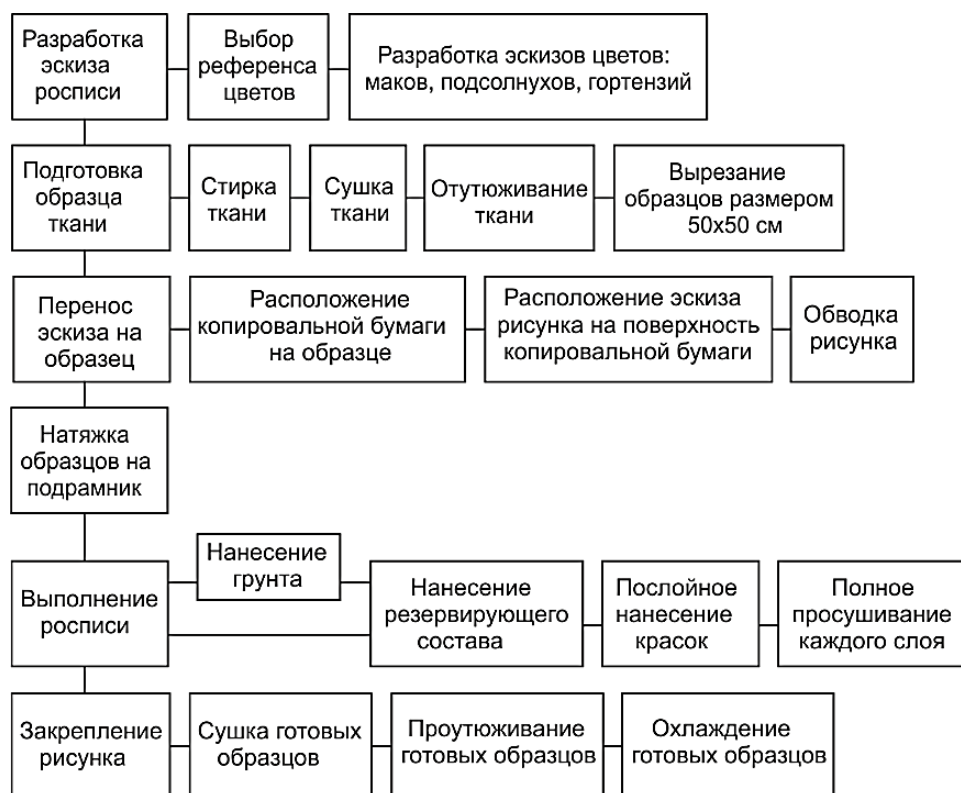 Разработка
эскиза
росписи
Выбор
референса
цветов
Разработка эскизов цветов:
маков, подсолнухов, гортензий
Подготовка
образца
ткани
Стирка
ткани
Сушка
ткани
Отутюживание
ткани
Вырезание
образцов размером
50х50 см
Перенос
эскиза на
образец
Расположение
копировальной бумаги
на образце
Расположение эскиза
рисунка на поверхность
копировальной бумаги
Обводка
рисунка
Натяжка
образцов на
подрамник
Выполнение
росписи
Нанесение
грунта
Нанесение
резервирующего
состава
Послойное
нанесение
красок
Полное
просушивание
каждого слоя
Закрепление
рисунка
Сушка готовых
образцов
Проутюживание
готовых образцов
Охлаждение
готовых образцов